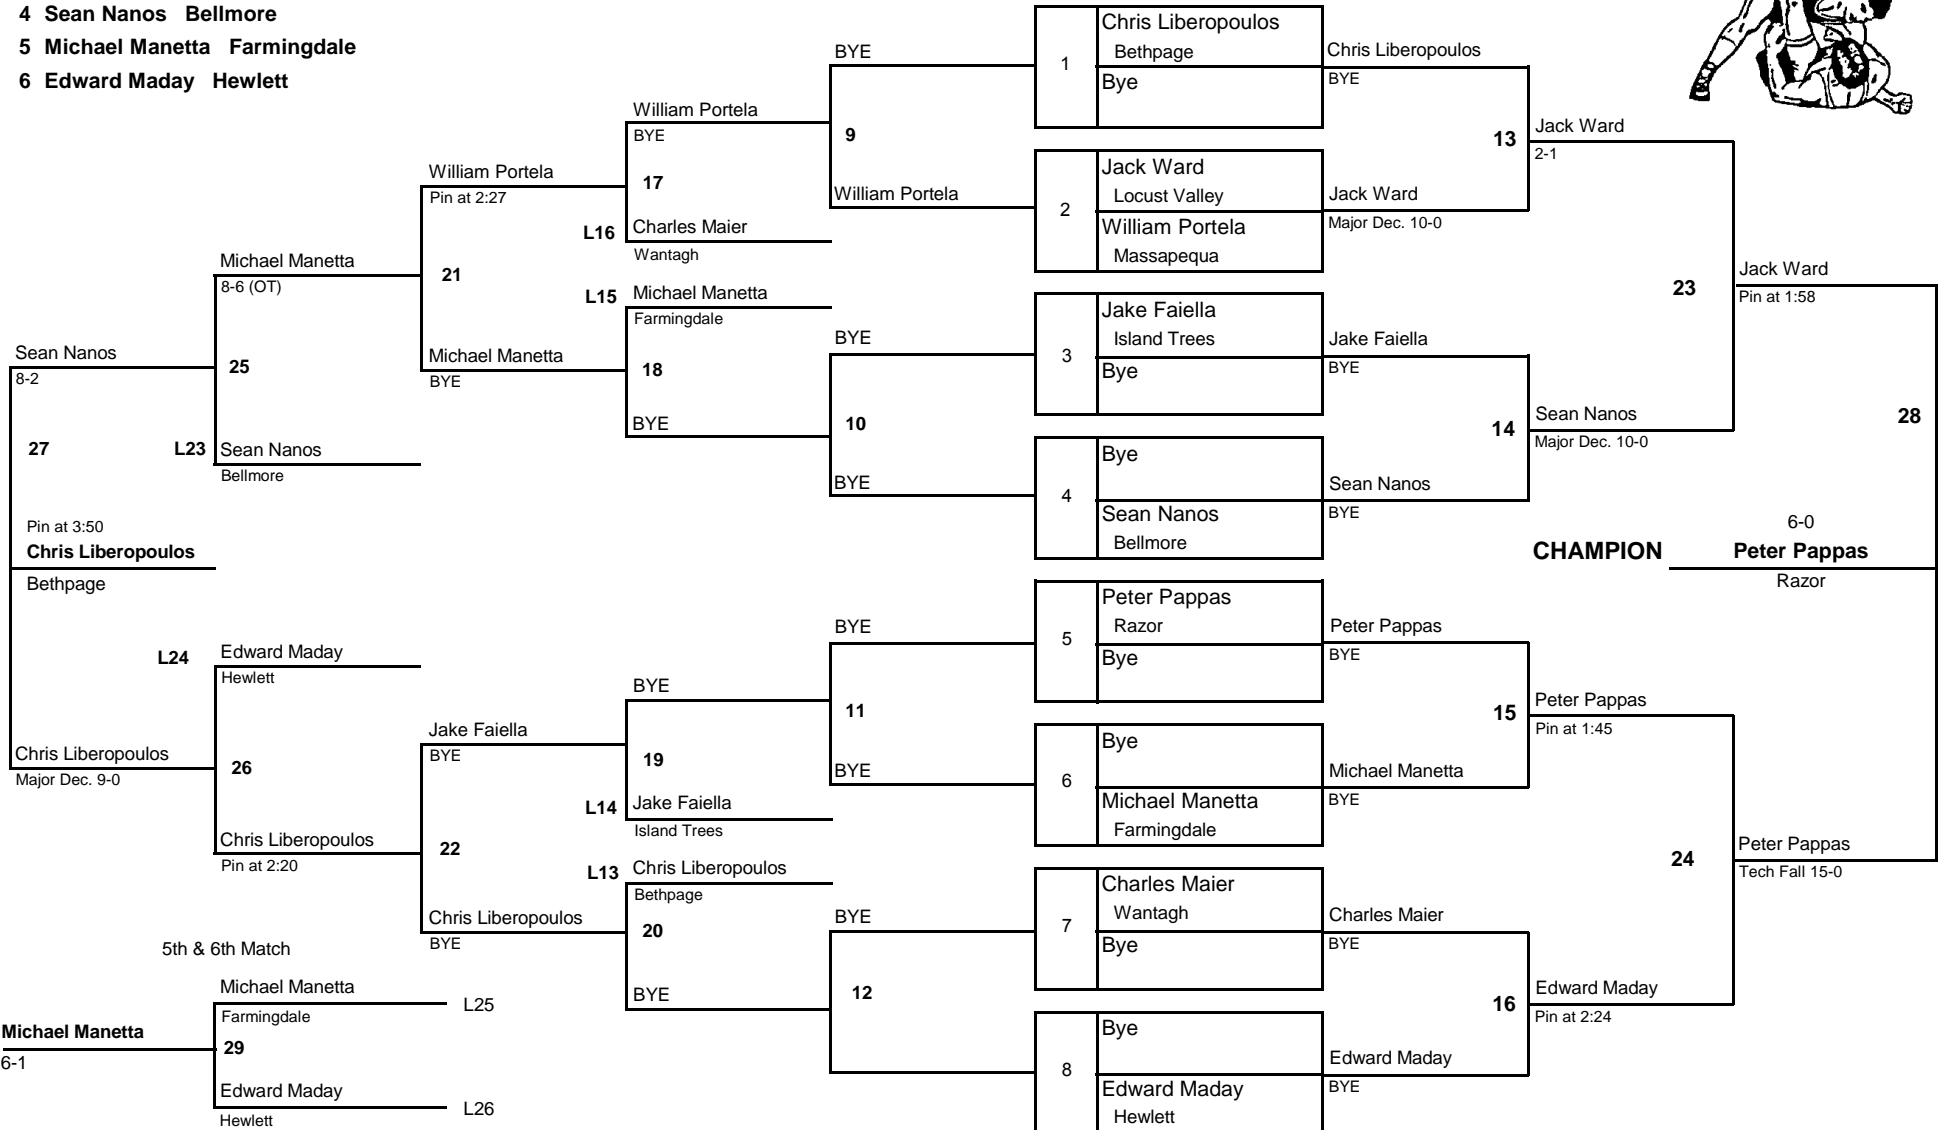 4 Sean Nanos Bellmore
5 Michael Manetta Farmingdale
6 Edward Maday Hewlett
Sean Nanos
8-2
27
Pin at 3:50
Chris Liberopoulos
Bethpage
Chris Liberopoulos
Major Dec. 9-0
5th & 6th Match
Michael Manetta
6-1
Michael Manetta
8-6 (OT)
25
L23 Sean Nanos
Bellmore
L24 Edward Maday
Hewlett
26
Chris Liberopoulos
Pin at 2:20
Michael Manetta L25
Farmingdale
29
Edward Maday L26
Hewlett
William Portela
Pin at 2:27
21
Michael Manetta
BYE
Jake Faiella
BYE
22
Chris Liberopoulos
BYE
William Portela
BYE
17
L16 Charles Maier
Wantagh
L15 Michael Manetta
Farmingdale
18
BYE
BYE
19
L14 Jake Faiella
Island Trees
L13 Chris Liberopoulos
Bethpage
20
BYE
BYE
9
William Portela
BYE
10
BYE
BYE
11
BYE
BYE
12
1
Chris Liberopoulos
Bethpage
Bye
2
Jack Ward
Locust Valley
William Portela
Massapequa
3
Jake Faiella
Island Trees
Bye
4
Bye
Sean Nanos
Bellmore
5
Peter Pappas
Razor
Bye
6
Bye
Michael Manetta
Farmingdale
7
Charles Maier
Wantagh
Bye
8
Bye
Edward Maday
Hewlett
Chris Liberopoulos
BYE
13
Jack Ward
Major Dec. 10-0
Jake Faiella
BYE
14
Sean Nanos
BYE
Peter Pappas
BYE
15
Michael Manetta
BYE
Charles Maier
BYE
16
Edward Maday
BYE
Jack Ward
2-1
23
Sean Nanos
Major Dec. 10-0
Peter Pappas
Pin at 1:45
24
Edward Maday
Pin at 2:24
Jack Ward
Pin at 1:58
28
6-0
CHAMPION Peter Pappas
Razor
Peter Pappas
Tech Fall 15-0